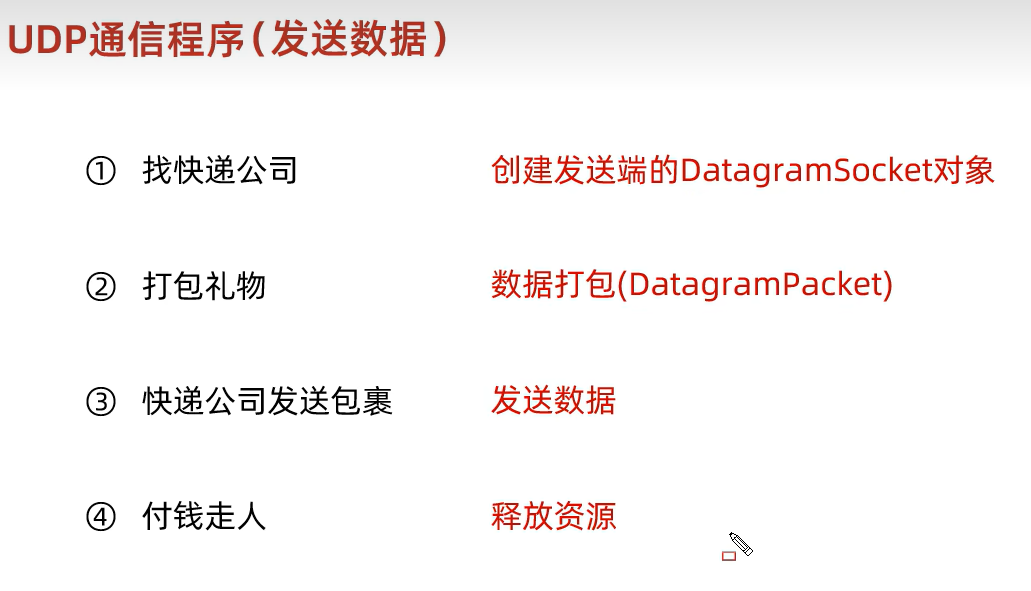 UDP通信程序(发送数据)
① 找快递公司 创建发送端的DatagramSocket对象
② 打包礼物 数据打包(DatagramPacket)
③ 快递公司发送包裹 发送数据
④ 付钱走人 释放资源